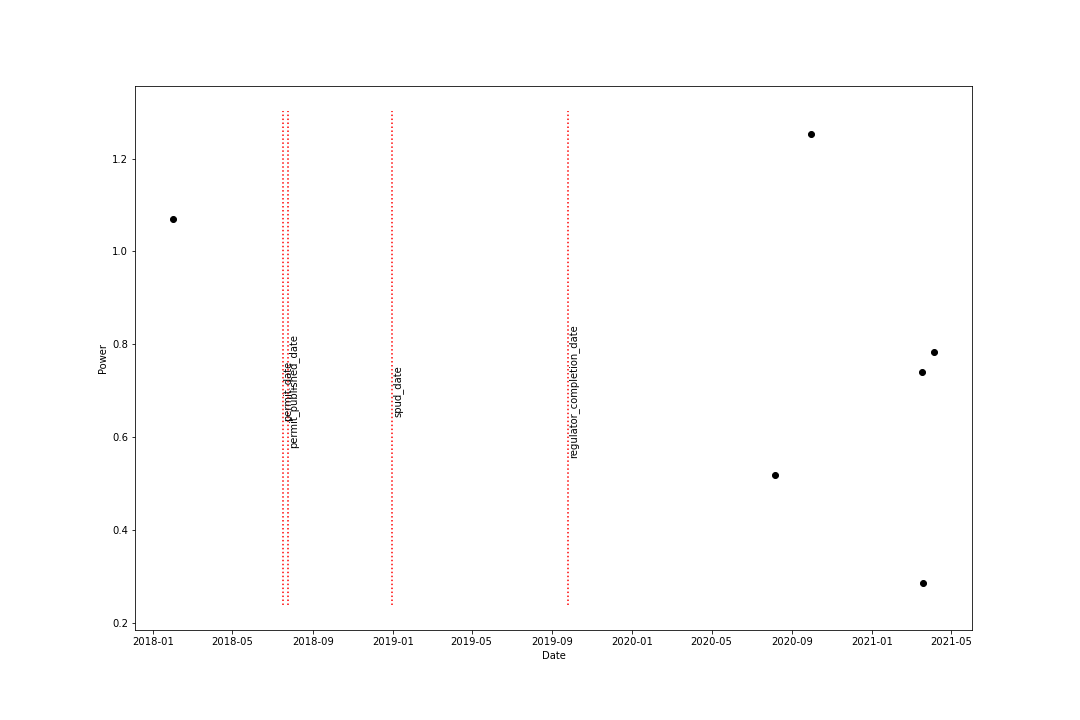 1.2
1.0
0.8
0.6
0.4
0.2
Power
permit_date
permit_published_date
spud_date
regulator_completion_date
2018-01
2018-05
2018-09
2019-01
2019-05
2019-09
2020-01
2020-05
2020-09
2021-01
2021-05
Date